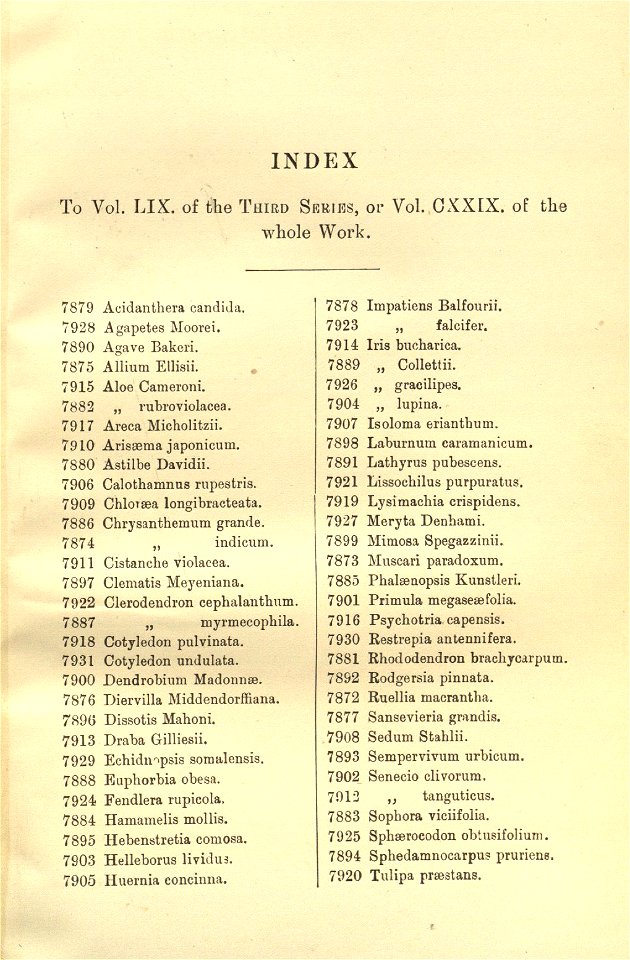 INDEX
To Vol. LIX. of the THIRD SERIES, or Vol. CXXIX. of the
whole Work.
7879 Acidanthera candida.
7928 Agapetes Moorei.
7890 Agave Bakeri.
7875 Allium Ellisii.
7915 Aloe Cameroni.
7882 „ rubroviolacea.
7917 Areca Micholitzii.
7910 Arisæma japonicum.
7880 Astilbe Davidii.
7906 Calothamnus rupestris.
7909 Chloræa longibracteata.
7886 Chrysanthemum grande.
7874 „ indicum.
7911 Cistanche violacea.
7897 Clematis Meyeniana.
7922 Clerodendron cephalanthum.
7887 „ myrmecophila.
7918 Cotyledon pulvinata.
7931 Cotyledon undulata.
7900 Dendrobium Madonnæ.
7876 Diervilla Middendorffiana.
7896 Dissotis Mahoni.
7913 Draba Gilliesii.
7929 Echidnopsis somalensis.
7888 Euphorbia obesa.
7924 Fendlera rupicola.
7884 Hamamelis mollis.
7895 Hebenstretia comosa.
7903 Helleborus lividus.
7905 Huernia concinna.
7878 Impatiens Balfourii.
7923 „ falcifer.
7914 Iris bucharica.
7889 „ Collettii.
7926 „ gracilipes.
7904 „ lupina.
7907 Isoloma erianthum.
7898 Laburnum caramanicum.
7891 Lathyrus pubescens.
7921 Lissochilus purpuratus.
7919 Lysimachia crispidens.
7927 Meryta Denhami.
7899 Mimosa Spegazzinii.
7873 Muscari paradoxum.
7885 Phalænopsis Kunstleri.
7901 Primula megaseæfolia.
7916 Psychotria capensis.
7930 Restrepia antennifera.
7881 Rhododendron brachycarpum.
7892 Rodgersia pinnata.
7872 Ruellia macrantha.
7877 Sansevieria grandis.
7908 Sedum Stahlii.
7893 Sempervivum urbicum.
7902 Senecio clivorum.
7912 „ tanguticus.
7883 Sophora viciifolia.
7925 Sphærocodon obtusifolium.
7894 Sphedamnocarpus pruriens.
7920 Tulipa præstans.